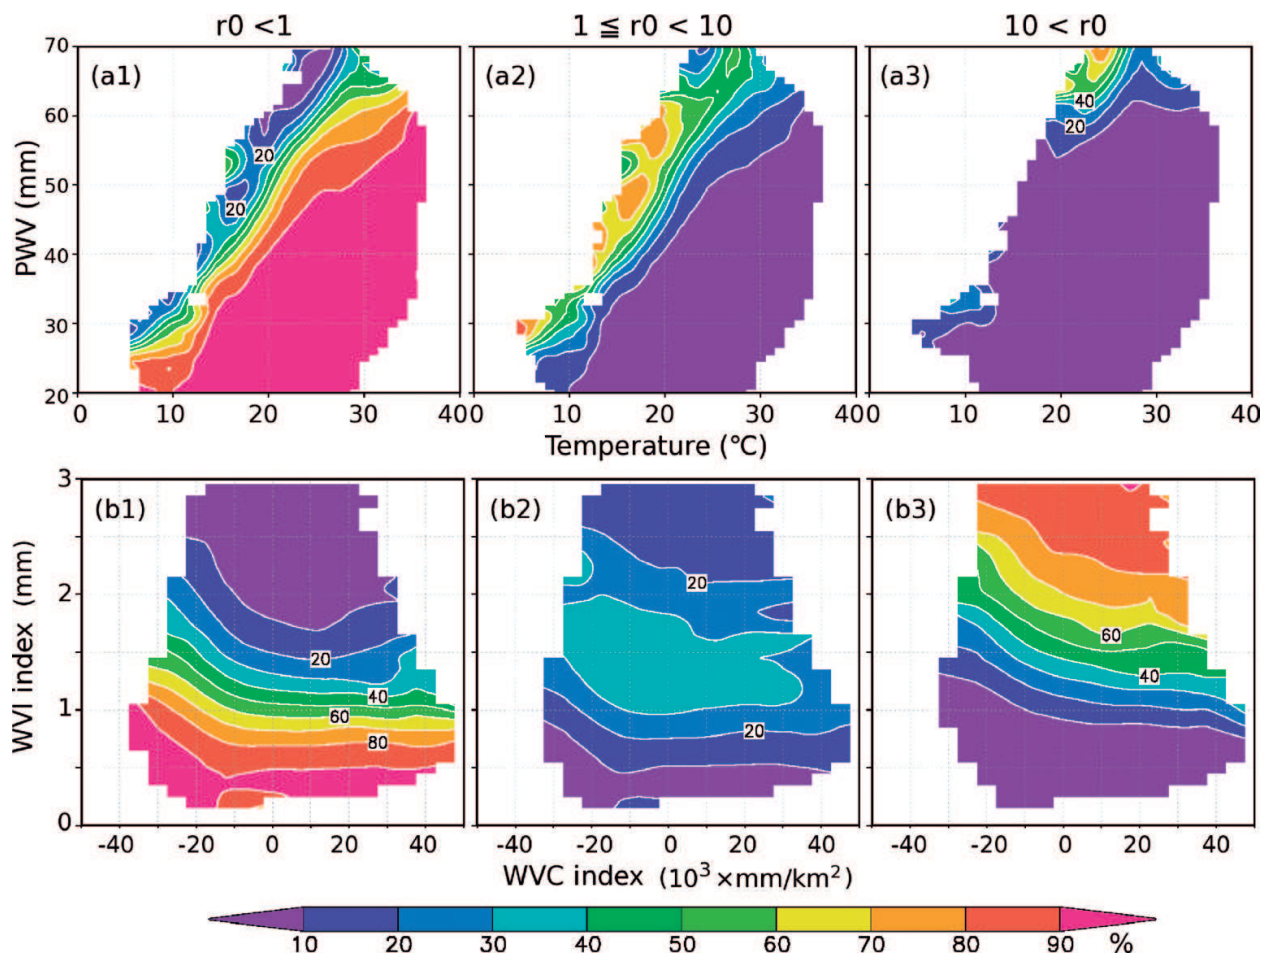 r0 <1
1 ≦ r0 < 10
10 < r0
70
60
50
40
30
20
PWV (mm)
(a1)
20
20
(a2)
(a3)
40
20
0 10 20 30 40
0 10 20 30
0 10 20 30 40
Temperature (℃)
3
2
1
0
WVI index (mm)
(b1)
20
40
60
80
(b2)
20
20
(b3)
60
40
-40 -20 0 20 40
-40 -20 0 20 40
-40 -20 0 20 40
WVC index (10³ ×mm/km²)
10 20 30 40 50 60 70 80 90 %